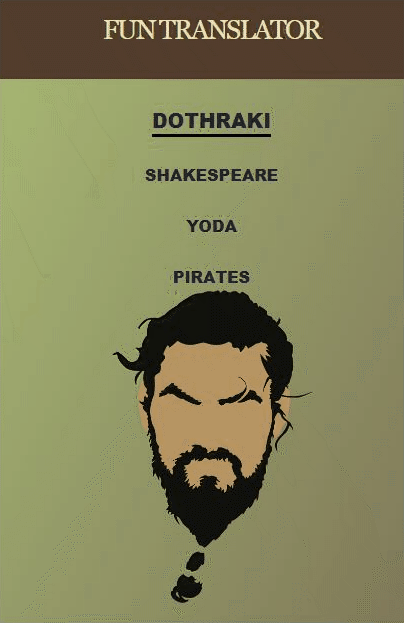 FUN TRANSLATOR
DOTHRAKI
SHAKESPEARE
YODA
PIRATES